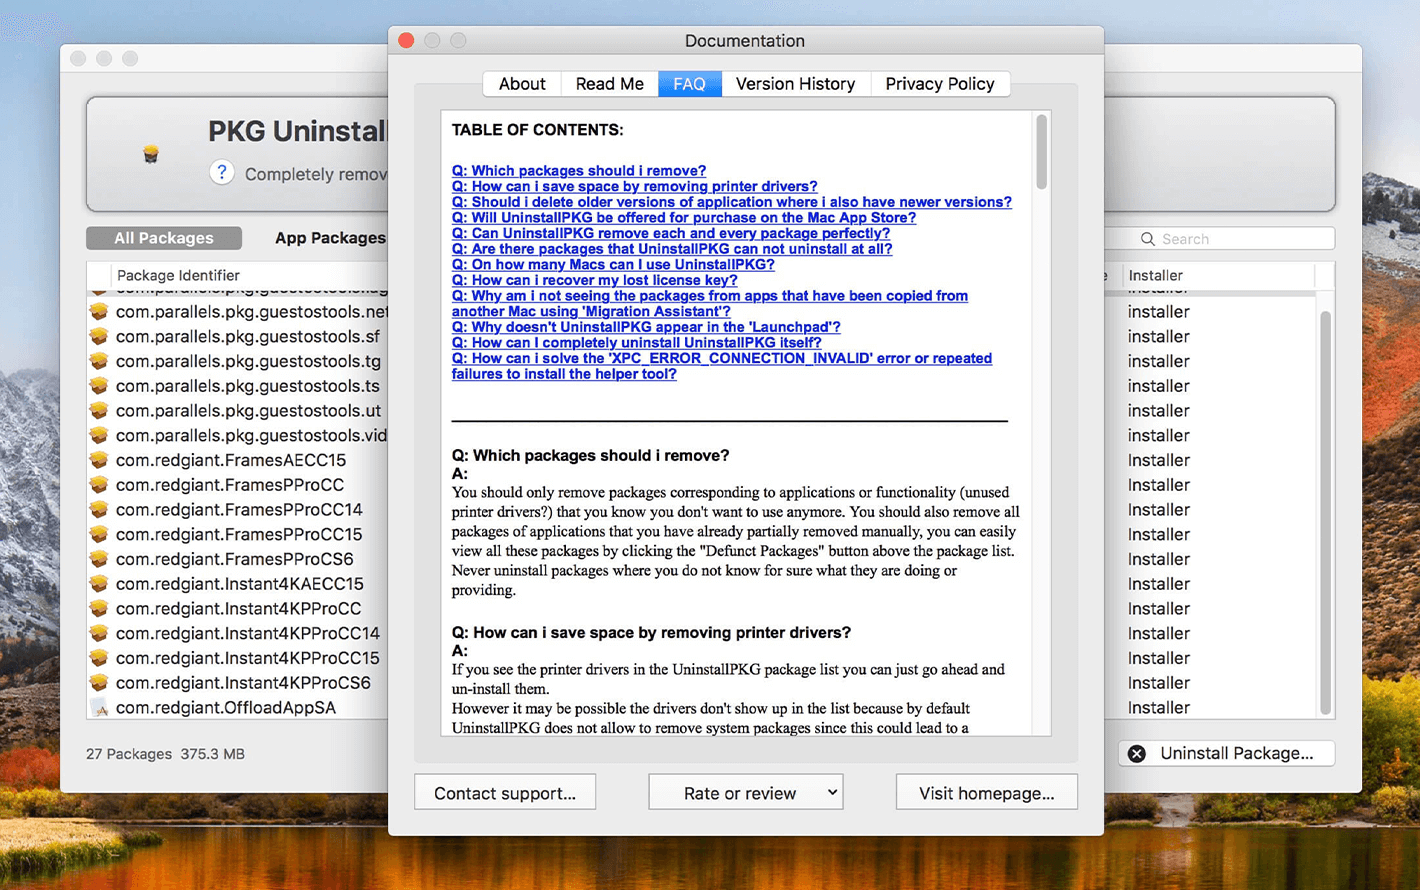 Documentation
About Read Me FAQ Version History Privacy Policy
TABLE OF CONTENTS:
Q: Which packages should i remove?
Q: How can i save space by removing printer drivers?
Q: Should i delete older versions of application where i also have newer versions?
Q: Will UninstallPKG be offered for purchase on the Mac App Store?
Q: Can UninstallPKG remove each and every package perfectly?
Q: Are there packages that UninstallPKG can not uninstall at all?
Q: On how many Macs can I use UninstallPKG?
Q: How can i recover my lost license key?
Q: Why am i not seeing the packages from apps that have been copied from
another Mac using 'Migration Assistant'?
Q: Why doesn't UninstallPKG appear in the 'Launchpad'?
Q: How can I completely uninstall UninstallPKG itself?
Q: How can i solve the 'XPC_ERROR_CONNECTION_INVALID' error or repeated
failures to install the helper tool?
Q: Which packages should i remove?
A:
You should only remove packages corresponding to applications or functionality (unused
printer drivers?) that you know you don't want to use anymore. You should also remove all
packages of applications that you have already partially removed manually, you can easily
view all these packages by clicking the "Defunct Packages" button above the package list.
Never uninstall packages where you do not know for sure what they are doing or
providing.
Q: How can i save space by removing printer drivers?
A:
If you see the printer drivers in the UninstallPKG package list you can just go ahead and
un-install them.
However it may be possible the drivers don't show up in the list because by default
UninstallPKG does not allow to remove system packages since this could lead to a
Contact support... Rate or review Visit homepage...
PKG Uninstall
? Completely remov
All Packages App Packages
Search
Package Identifier
Installer
com.parallels.pkg.guestostools.net
installer
com.parallels.pkg.guestostools.sf
installer
com.parallels.pkg.guestostools.tg
installer
com.parallels.pkg.guestostools.ts
installer
com.parallels.pkg.guestostools.ut
installer
com.parallels.pkg.guestostools.vid
installer
com.redgiant.FramesAECC15
installer
com.redgiant.FramesPProCC
installer
com.redgiant.FramesPProCC14
installer
com.redgiant.FramesPProCC15
installer
com.redgiant.FramesPProCS6
installer
com.redgiant.Instant4KAECC15
installer
com.redgiant.Instant4KPProCC
installer
com.redgiant.Instant4KPProCC14
installer
com.redgiant.Instant4KPProCC15
installer
com.redgiant.Instant4KPProCS6
installer
com.redgiant.OffloadAppSA
installer
27 Packages 375.3 MB
Uninstall Package...